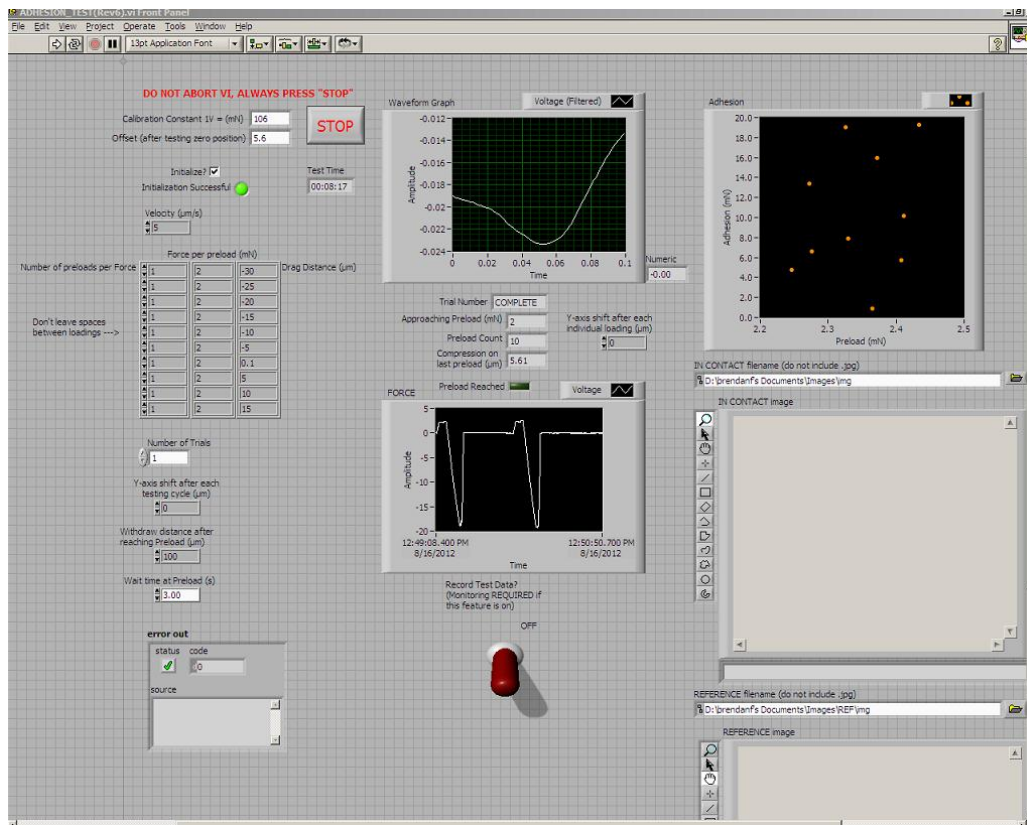 ADHESION_TEST(Rev6).vi Front Panel
File Edit View Project Operate Tools Window Help
13pt Application Font
DO NOT ABORT VI, ALWAYS PRESS "STOP"
Calibration Constant 1V = (mN) 106
Offset (after testing zero position) 5.6
STOP
Initialize?
Initialization Successful
Test Time
00:08:17
Velocity (µm/s)
5
Force per preload (mN)
Number of preloads per Force
Drag Distance (µm)
1 2 -30
1 2 -25
1 2 -20
1 2 -15
1 2 -10
1 2 -5
1 2 0.1
1 2 5
1 2 10
1 2 15
Don't leave spaces
between loadings --->
Number of Trials
1
Y-axis shift after each
testing cycle (µm)
0
Withdraw distance after
reaching Preload (µm)
100
Wait time at Preload (s)
3.00
error out
status code
0
source
Waveform Graph
Voltage (Filtered)
-0.012
-0.014
-0.016
-0.018
-0.02
-0.022
-0.024
Amplitude
0 0.02 0.04 0.06 0.08 0.1
Time
Numeric
-0.00
Trial Number COMPLETE
Approaching Preload (mN) 2
Preload Count 10
Compression on
last preload (µm) 5.61
Y-axis shift after each
individual loading (µm)
0
Preload Reached
FORCE
Voltage
5
0
-5
-10
-15
-20
Amplitude
12:49:08.400 PM
8/16/2012
12:50:50.700 PM
8/16/2012
Time
Record Test Data?
(Monitoring REQUIRED if
this feature is on)
OFF
Adhesion
20.0
18.0
16.0
14.0
12.0
10.0
8.0
6.0
4.0
2.0
0.0
Adhesion (mN)
2.2 2.3 2.4 2.5
Preload (mN)
IN CONTACT filename (do not include .jpg)
D:\brendanf's Documents\Images\img
IN CONTACT image
REFERENCE filename (do not include .jpg)
D:\brendanf's Documents\Images\REF\img
REFERENCE image